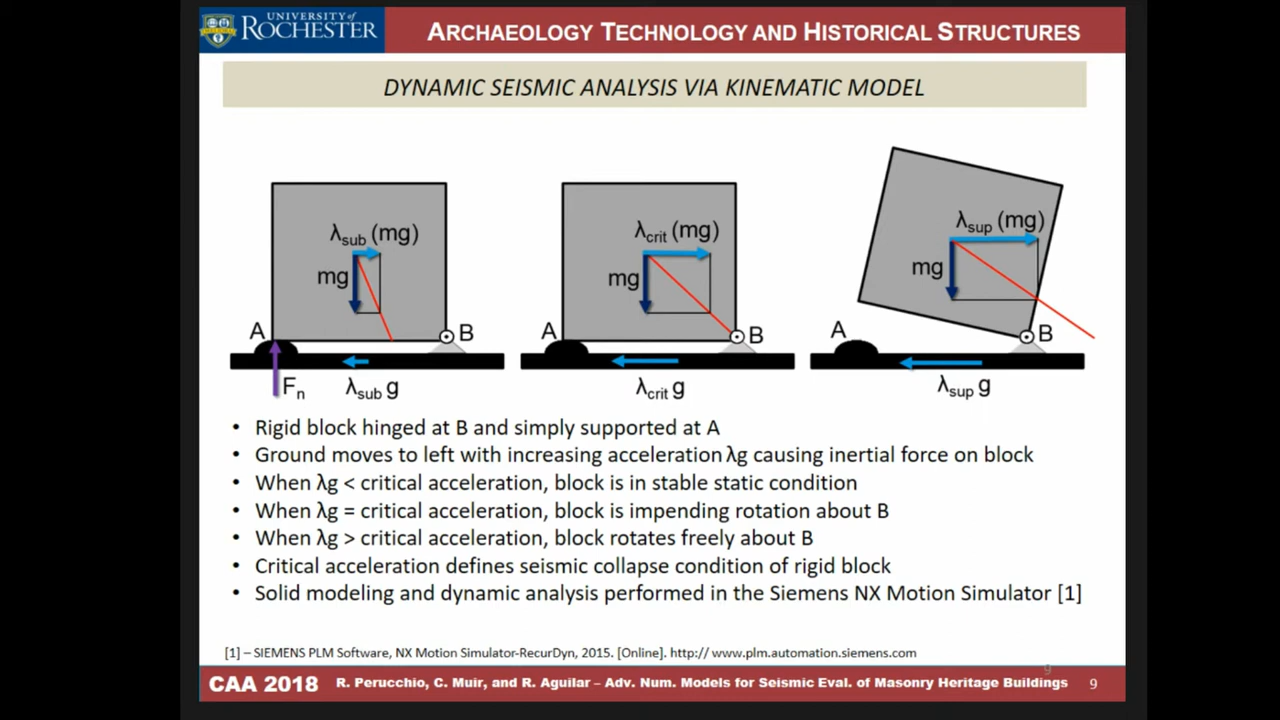 UNIVERSITY of
ROCHESTER
ARCHAEOLOGY TECHNOLOGY AND HISTORICAL STRUCTURES
DYNAMIC SEISMIC ANALYSIS VIA KINEMATIC MODEL
λsub (mg)
mg
A
B
Fn
λsub g
λcrit (mg)
mg
A
B
λcrit g
λsup (mg)
mg
A
B
λsup g
• Rigid block hinged at B and simply supported at A
• Ground moves to left with increasing acceleration λg causing inertial force on block
• When λg < critical acceleration, block is in stable static condition
• When λg = critical acceleration, block is impending rotation about B
• When λg > critical acceleration, block rotates freely about B
• Critical acceleration defines seismic collapse condition of rigid block
• Solid modeling and dynamic analysis performed in the Siemens NX Motion Simulator [1]
[1] – SIEMENS PLM Software, NX Motion Simulator-RecurDyn, 2015. [Online]. http:// www.plm.automation.siemens.com
9
CAA 2018 R. Perucchio, C. Muir, and R. Aguilar – Adv. Num. Models for Seismic Eval. of Masonry Heritage Buildings 9